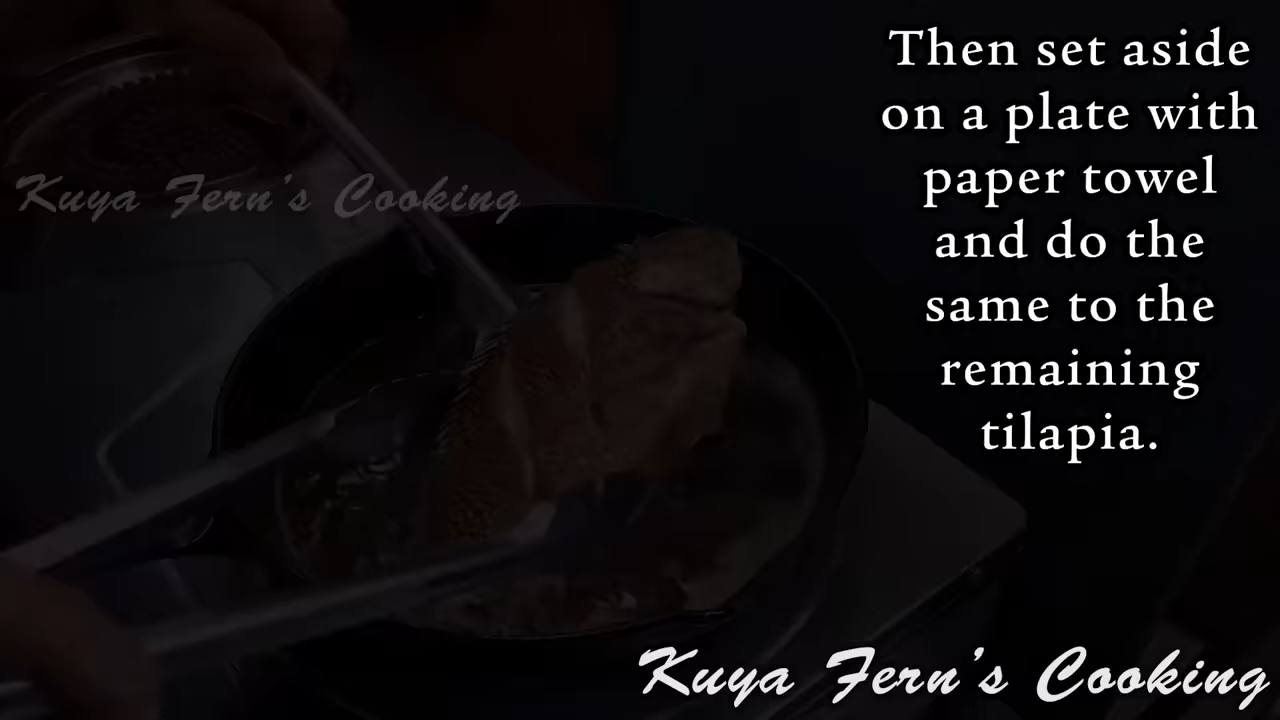 Then set aside
on a plate with
paper towel
and do the
same to the
remaining
tilapia.
Kuya Fern's Cooking
Kuya Fern's Cooking